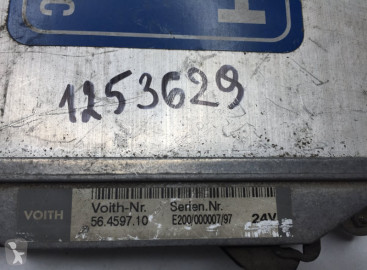 H
C
1253629
VOITH
Voith-Nr. Serien.Nr.
56.4597.10 E200/000007/97 24V